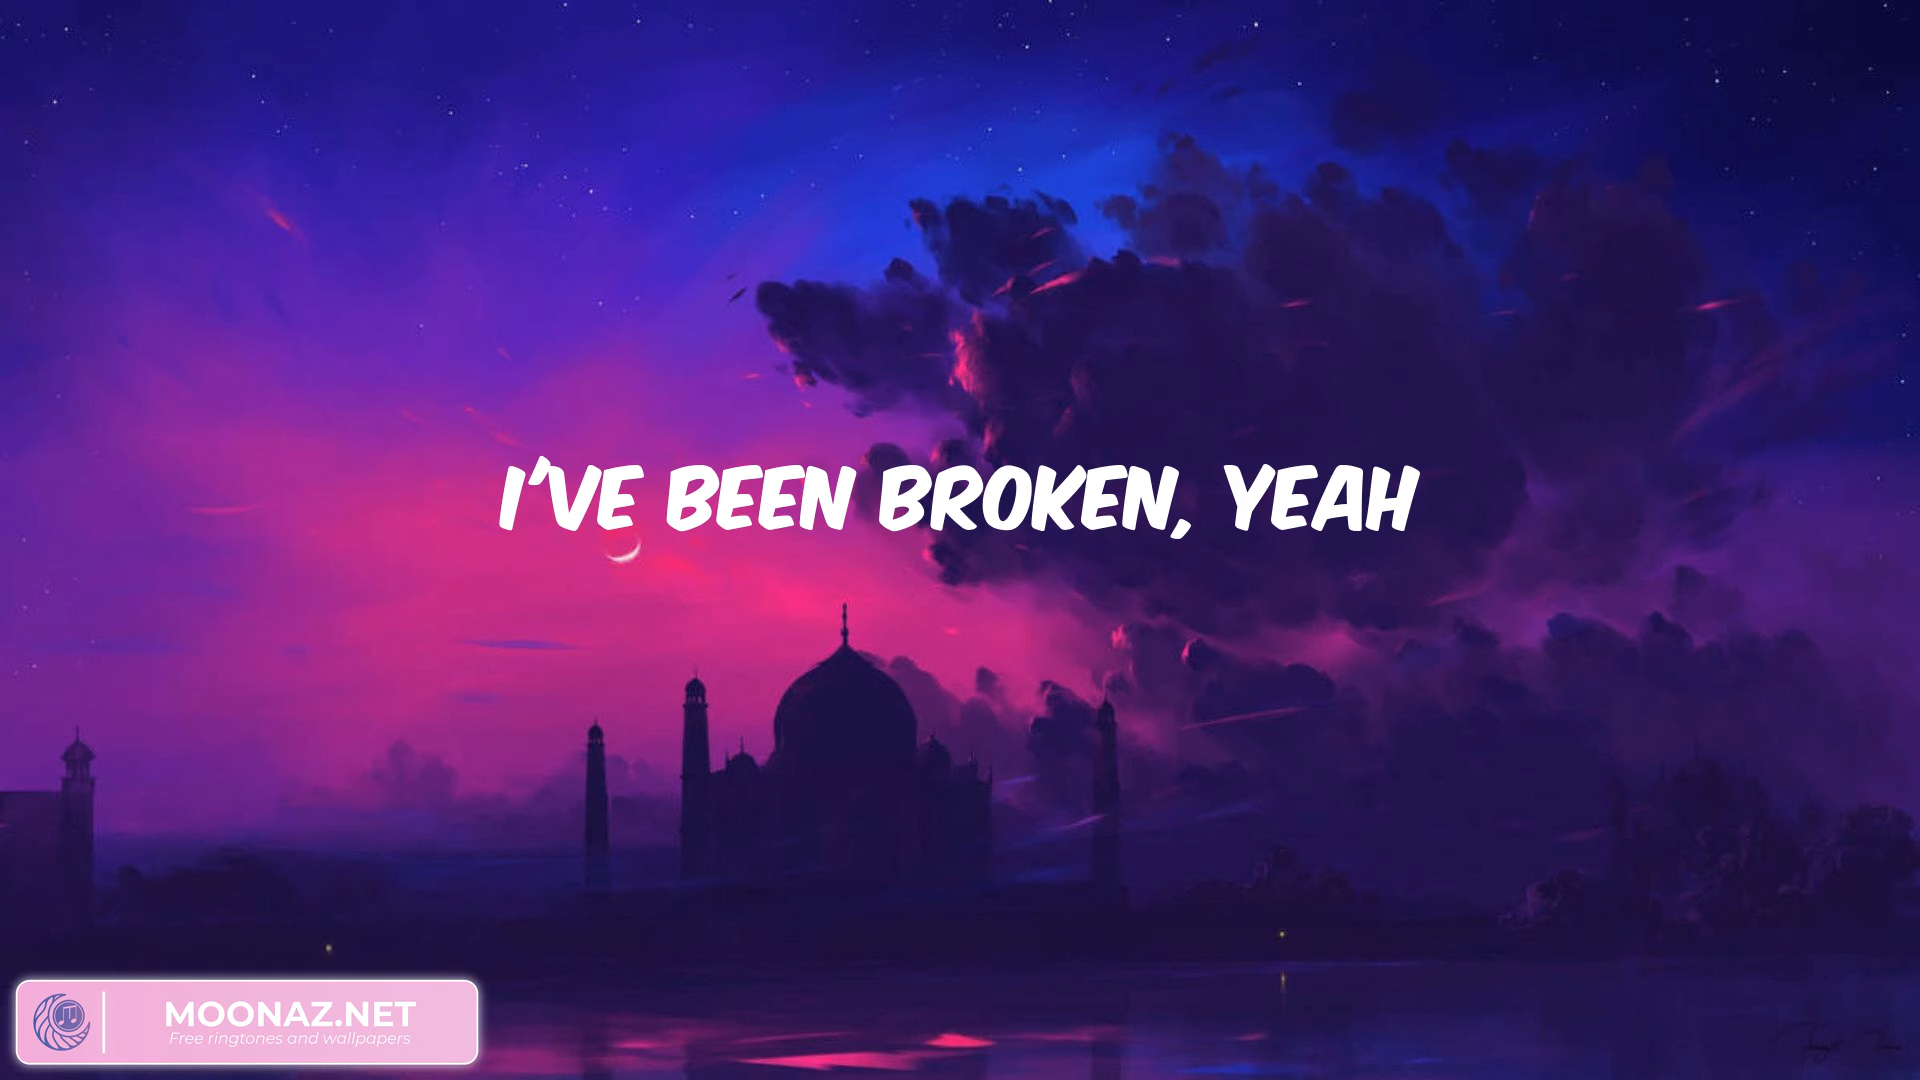 I'VE BEEN BROKEN, YEAH
MOONAZ.NET
Free ringtones and wallpapers